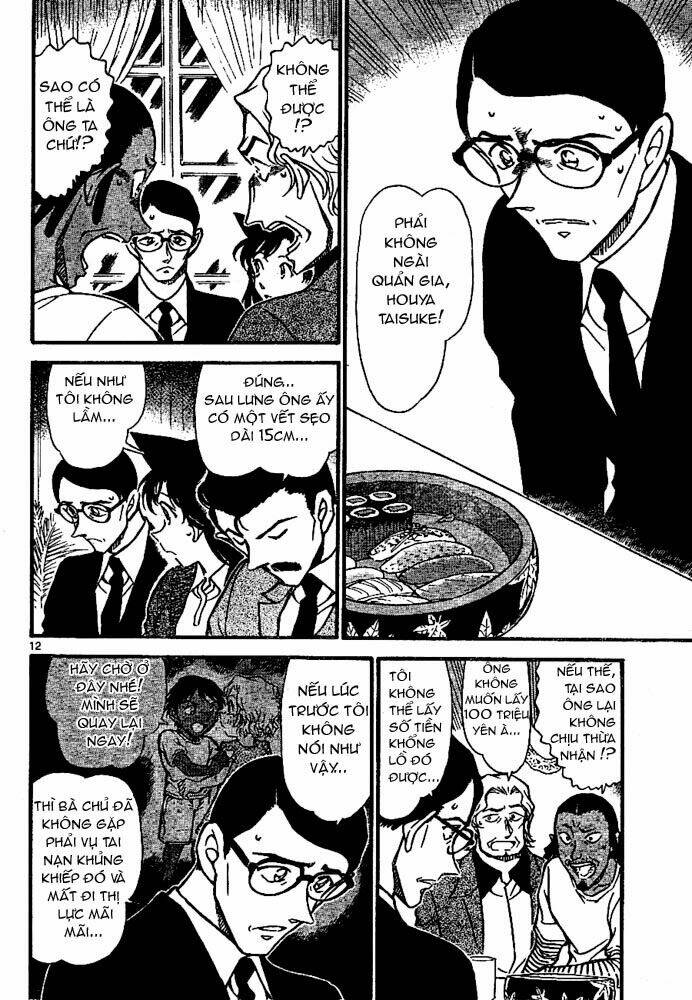 PHẢI
KHÔNG
NGÀI
QUẢN GIA,
HOUYA
TAISUKE!
KHÔNG
THỂ
ĐƯỢC
!?
SAO CÓ
THỂ LÀ
ÔNG TA
CHỨ!?
ĐÚNG..
SAU LƯNG ÔNG ẤY
CÓ MỘT VẾT SẸO
DÀI 15CM...
NẾU NHƯ
TÔI KHÔNG
LẦM...
12
NẾU THẾ,
TẠI SAO
ÔNG LẠI
KHÔNG
CHỊU THỪA
NHẬN !?
ÔNG
KHÔNG
MUỐN LẤY
100 TRIỆU
YÊN À...
TÔI
KHÔNG
THỂ LẤY
SỐ TIỀN
KHỔNG
LỒ ĐÓ
ĐƯỢC...
NẾU LÚC
TRƯỚC TÔI
KHÔNG
NÓI NHƯ
VẬY...
HÃY CHỜ Ở
ĐÂY NHÉ!
MÌNH SẼ
QUAY LẠI
NGAY!
THÌ BÀ CHỦ ĐÃ
KHÔNG GẶP
PHẢI VỤ TAI
NẠN KHỦNG
KHIẾP ĐÓ VÀ
MẤT ĐI THỊ
LỰC MÃI
MÃI...